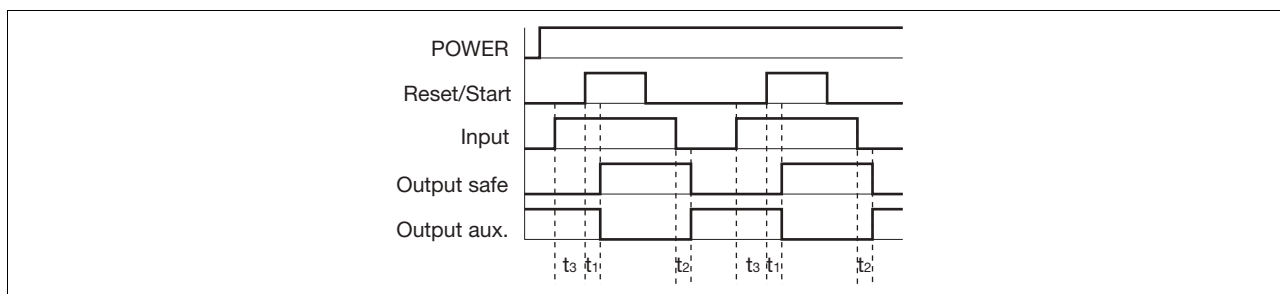 POWER
Reset/Start
Input
Output safe
Output aux.
t3 t1 t2 t3 t1 t2